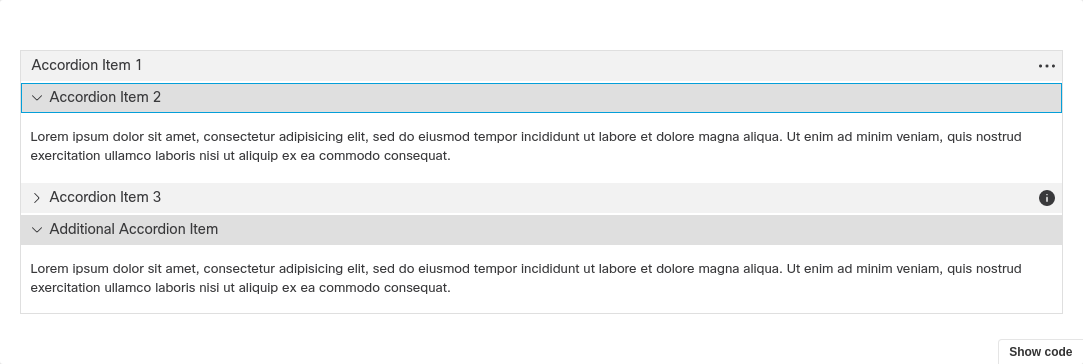 Accordion Item 1
Accordion Item 2
Lorem ipsum dolor sit amet, consectetur adipisicing elit, sed do eiusmod tempor incididunt ut labore et dolore magna aliqua. Ut enim ad minim veniam, quis nostrud
exercitation ullamco laboris nisi ut aliquip ex ea commodo consequat.
Accordion Item 3
Additional Accordion Item
Lorem ipsum dolor sit amet, consectetur adipisicing elit, sed do eiusmod tempor incididunt ut labore et dolore magna aliqua. Ut enim ad minim veniam, quis nostrud
exercitation ullamco laboris nisi ut aliquip ex ea commodo consequat.
Show code